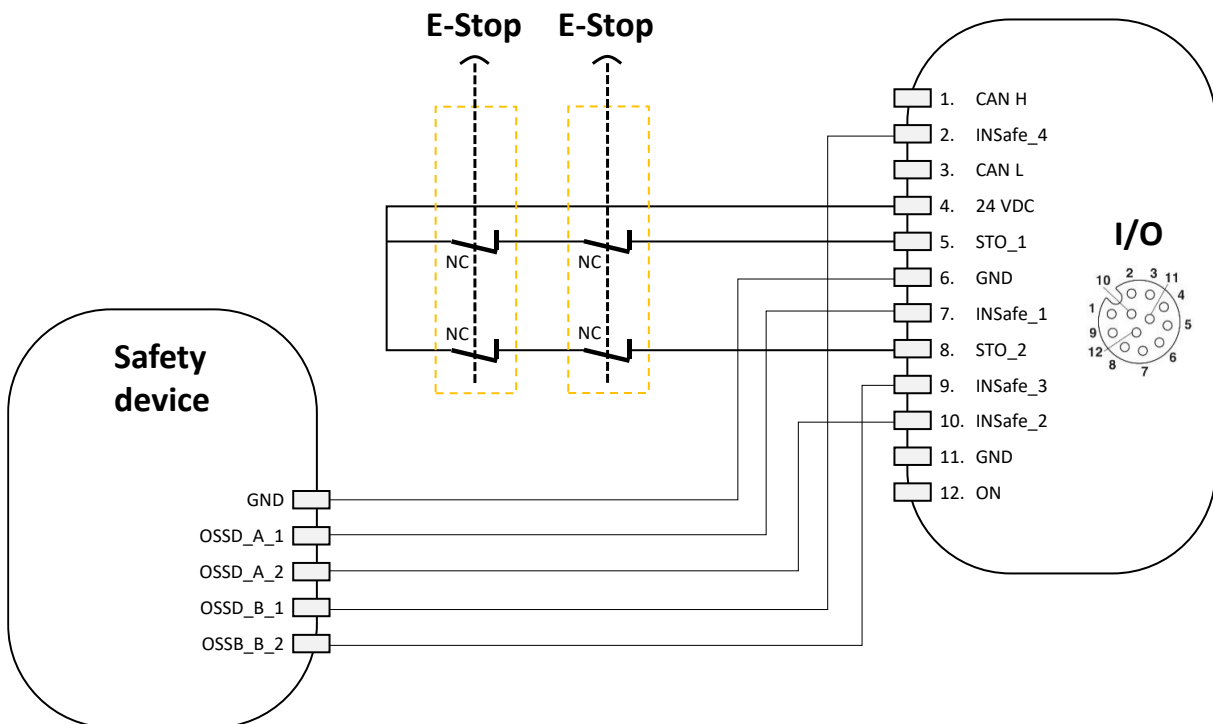 E-Stop E-Stop
1. CAN H
2. INSafe_4
3. CAN L
4. 24 VDC
5. STO_1
6. GND
7. INSafe_1
8. STO_2
9. INSafe_3
10. INSafe_2
11. GND
12. ON
NC NC
NC NC
I/O
10 2 3 11
1 4
9 5
12 6
8 7
Safety
device
GND
OSSD_A_1
OSSD_A_2
OSSD_B_1
OSSB_B_2